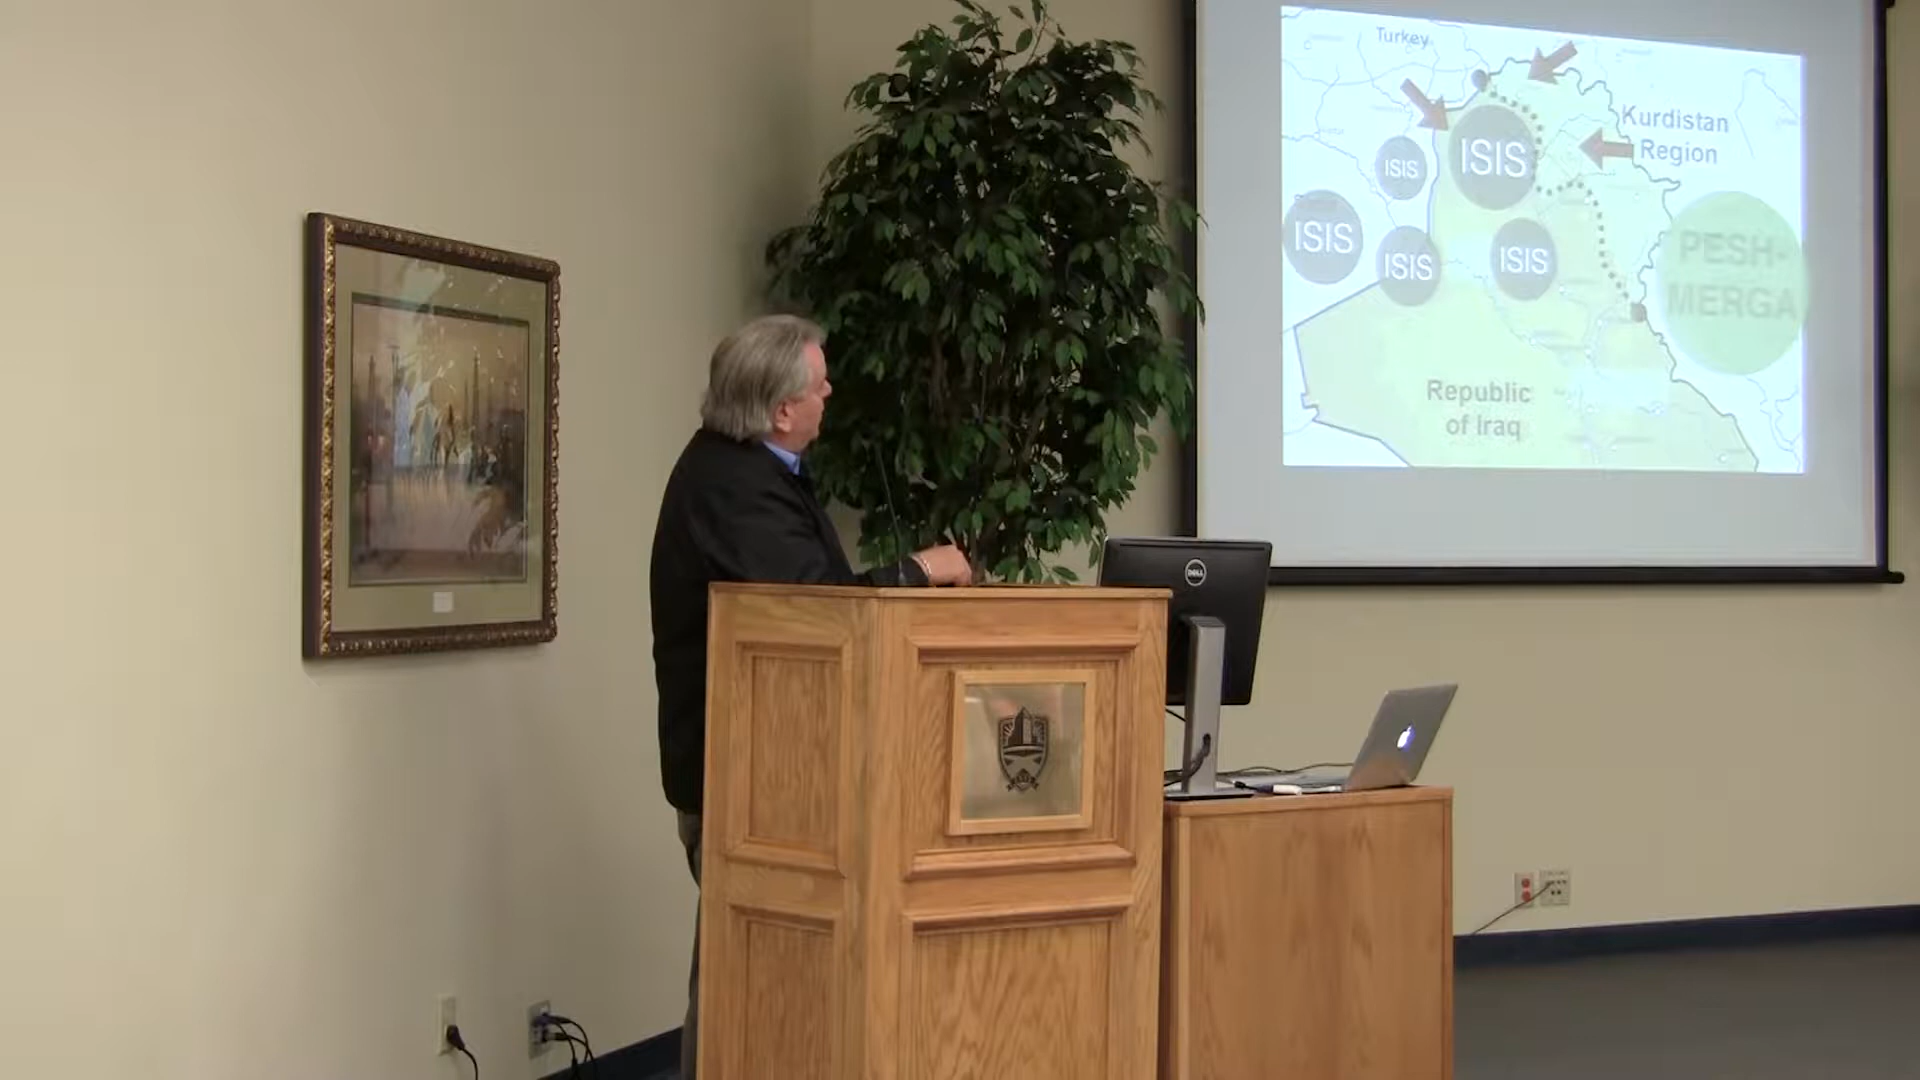 Turkey
Kurdistan
Region
ISIS
ISIS
ISIS
ISIS
ISIS
PESH-
MERGA
Republic
of Iraq
DELL